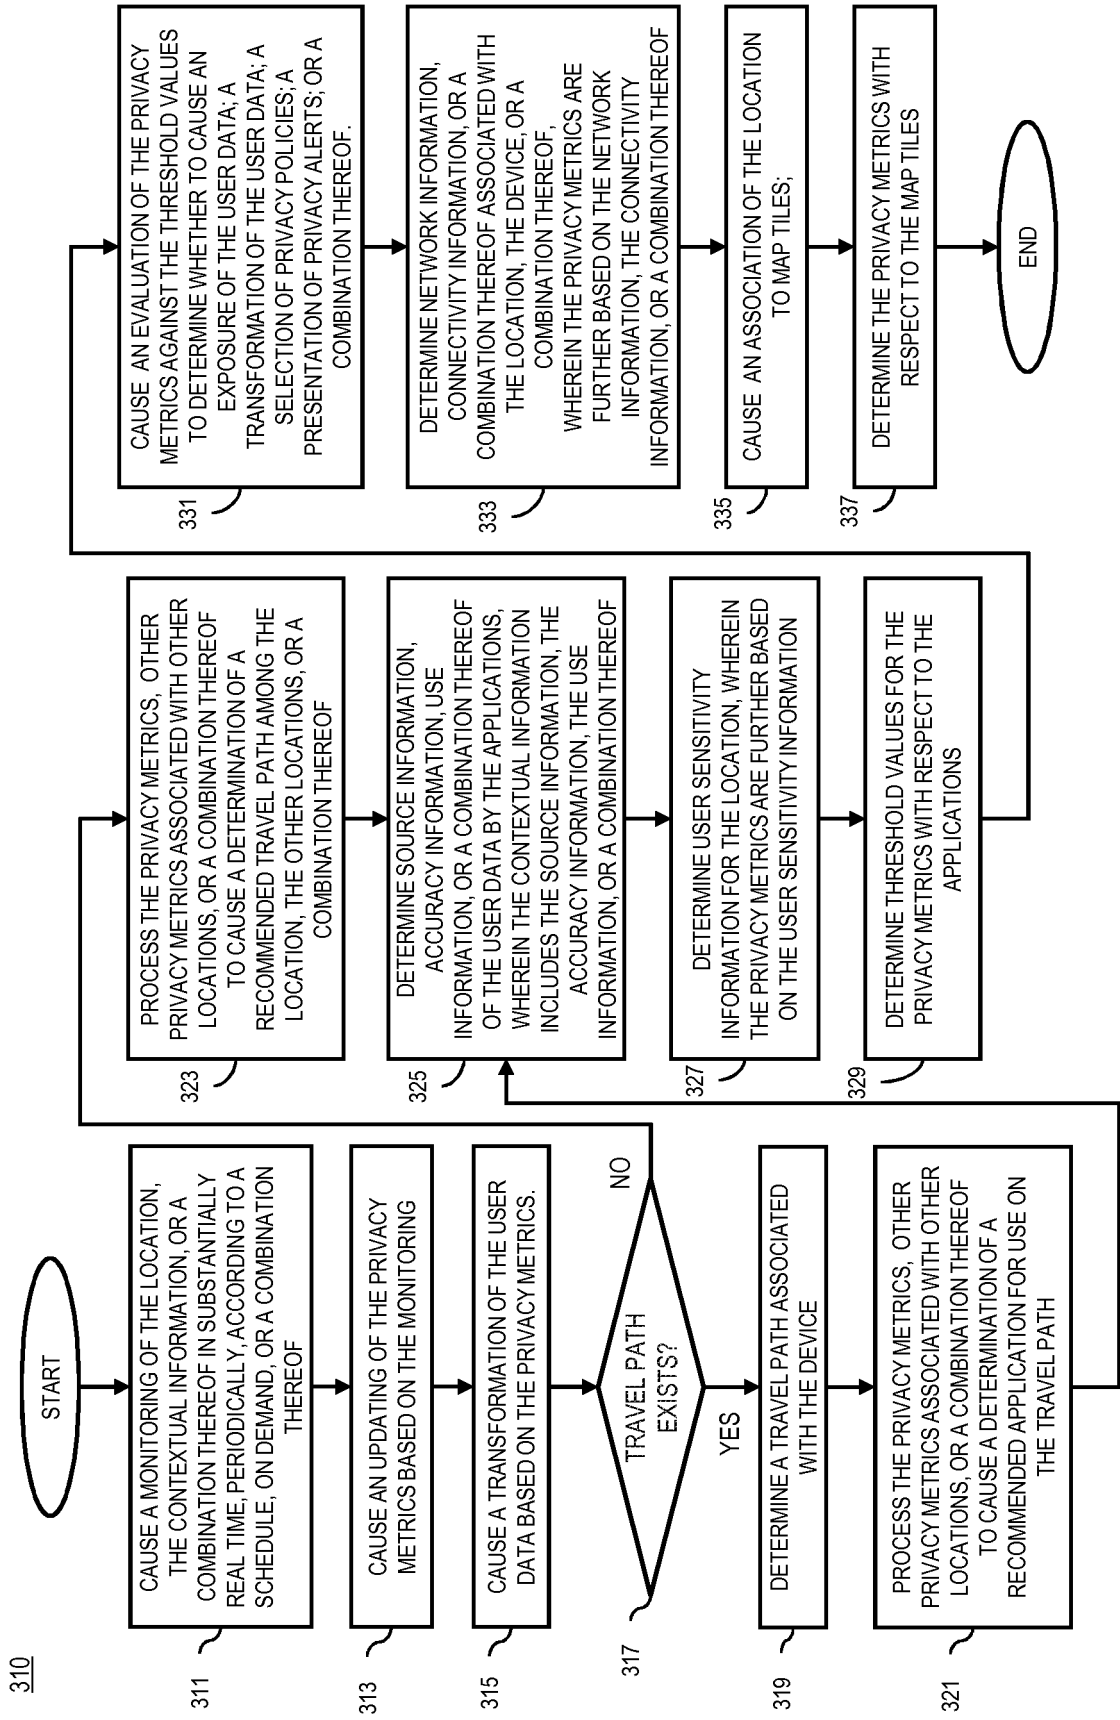 310
START
CAUSE A MONITORING OF THE LOCATION,
THE CONTEXTUAL INFORMATION, OR A
COMBINATION THEREOF IN SUBSTANTIALLY
REAL TIME, PERIODICALLY, ACCORDING TO A
SCHEDULE, ON DEMAND, OR A COMBINATION
THEREOF
311
CAUSE AN UPDATING OF THE PRIVACY
METRICS BASED ON THE MONITORING
313
CAUSE A TRANSFORMATION OF THE USER
DATA BASED ON THE PRIVACY METRICS.
315
TRAVEL PATH
EXISTS?
317
NO
YES
DETERMINE A TRAVEL PATH ASSOCIATED
WITH THE DEVICE
319
PROCESS THE PRIVACY METRICS, OTHER
PRIVACY METRICS ASSOCIATED WITH OTHER
LOCATIONS, OR A COMBINATION THEREOF
TO CAUSE A DETERMINATION OF A
RECOMMENDED APPLICATION FOR USE ON
THE TRAVEL PATH
321
PROCESS THE PRIVACY METRICS, OTHER
PRIVACY METRICS ASSOCIATED WITH OTHER
LOCATIONS, OR A COMBINATION THEREOF
TO CAUSE A DETERMINATION OF A
RECOMMENDED TRAVEL PATH AMONG THE
LOCATION, THE OTHER LOCATIONS, OR A
COMBINATION THEREOF
323
DETERMINE SOURCE INFORMATION,
ACCURACY INFORMATION, USE
INFORMATION, OR A COMBINATION THEREOF
OF THE USER DATA BY THE APPLICATIONS,
WHEREIN THE CONTEXTUAL INFORMATION
INCLUDES THE SOURCE INFORMATION, THE
ACCURACY INFORMATION, THE USE
INFORMATION, OR A COMBINATION THEREOF
325
DETERMINE USER SENSITIVITY
INFORMATION FOR THE LOCATION, WHEREIN
THE PRIVACY METRICS ARE FURTHER BASED
ON THE USER SENSITIVITY INFORMATION
327
DETERMINE THRESHOLD VALUES FOR THE
PRIVACY METRICS WITH RESPECT TO THE
APPLICATIONS
329
CAUSE AN EVALUATION OF THE PRIVACY
METRICS AGAINST THE THRESHOLD VALUES
TO DETERMINE WHETHER TO CAUSE AN
EXPOSURE OF THE USER DATA; A
TRANSFORMATION OF THE USER DATA; A
SELECTION OF PRIVACY POLICIES; A
PRESENTATION OF PRIVACY ALERTS; OR A
COMBINATION THEREOF.
331
DETERMINE NETWORK INFORMATION,
CONNECTIVITY INFORMATION, OR A
COMBINATION THEREOF ASSOCIATED WITH
THE LOCATION, THE DEVICE, OR A
COMBINATION THEREOF,
WHEREIN THE PRIVACY METRICS ARE
FURTHER BASED ON THE NETWORK
INFORMATION, THE CONNECTIVITY
INFORMATION, OR A COMBINATION THEREOF
333
CAUSE AN ASSOCIATION OF THE LOCATION
TO MAP TILES;
335
DETERMINE THE PRIVACY METRICS WITH
RESPECT TO THE MAP TILES
337
END